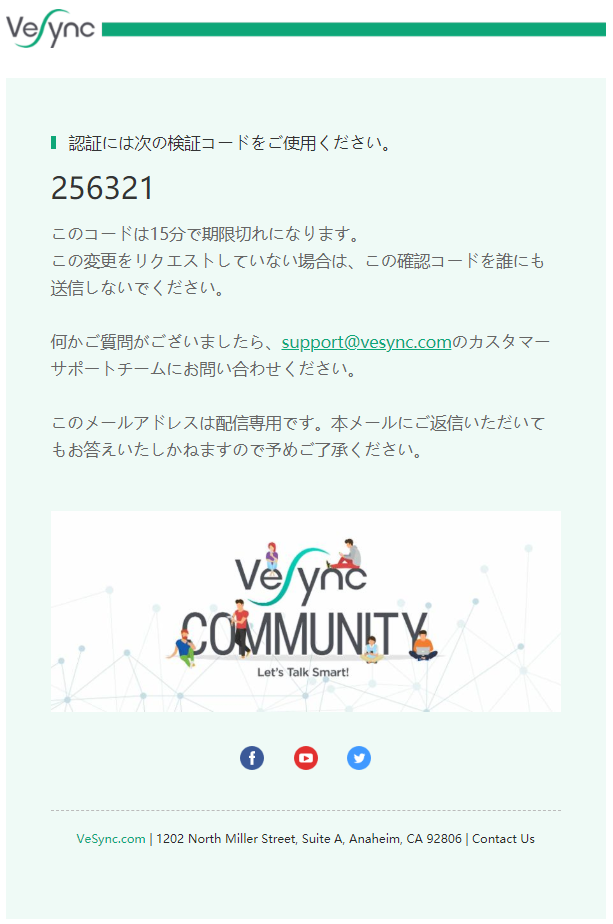 VeSync
認証には次の検証コードをご使用ください。
256321
このコードは15分で期限切れになります。
この変更をリクエストしていない場合は、この確認コードを誰にも
送信しないでください。
何かご質問がございましたら、support@vesync.comのカスタマー
サポートチームにお問い合わせください。
このメールアドレスは配信専用です。本メールにご返信いただいて
もお答えいたしかねますので予めご了承ください。
VeSync
COMMUNITY
Let's Talk Smart!
VeSync.com | 1202 North Miller Street, Suite A, Anaheim, CA 92806 | Contact Us